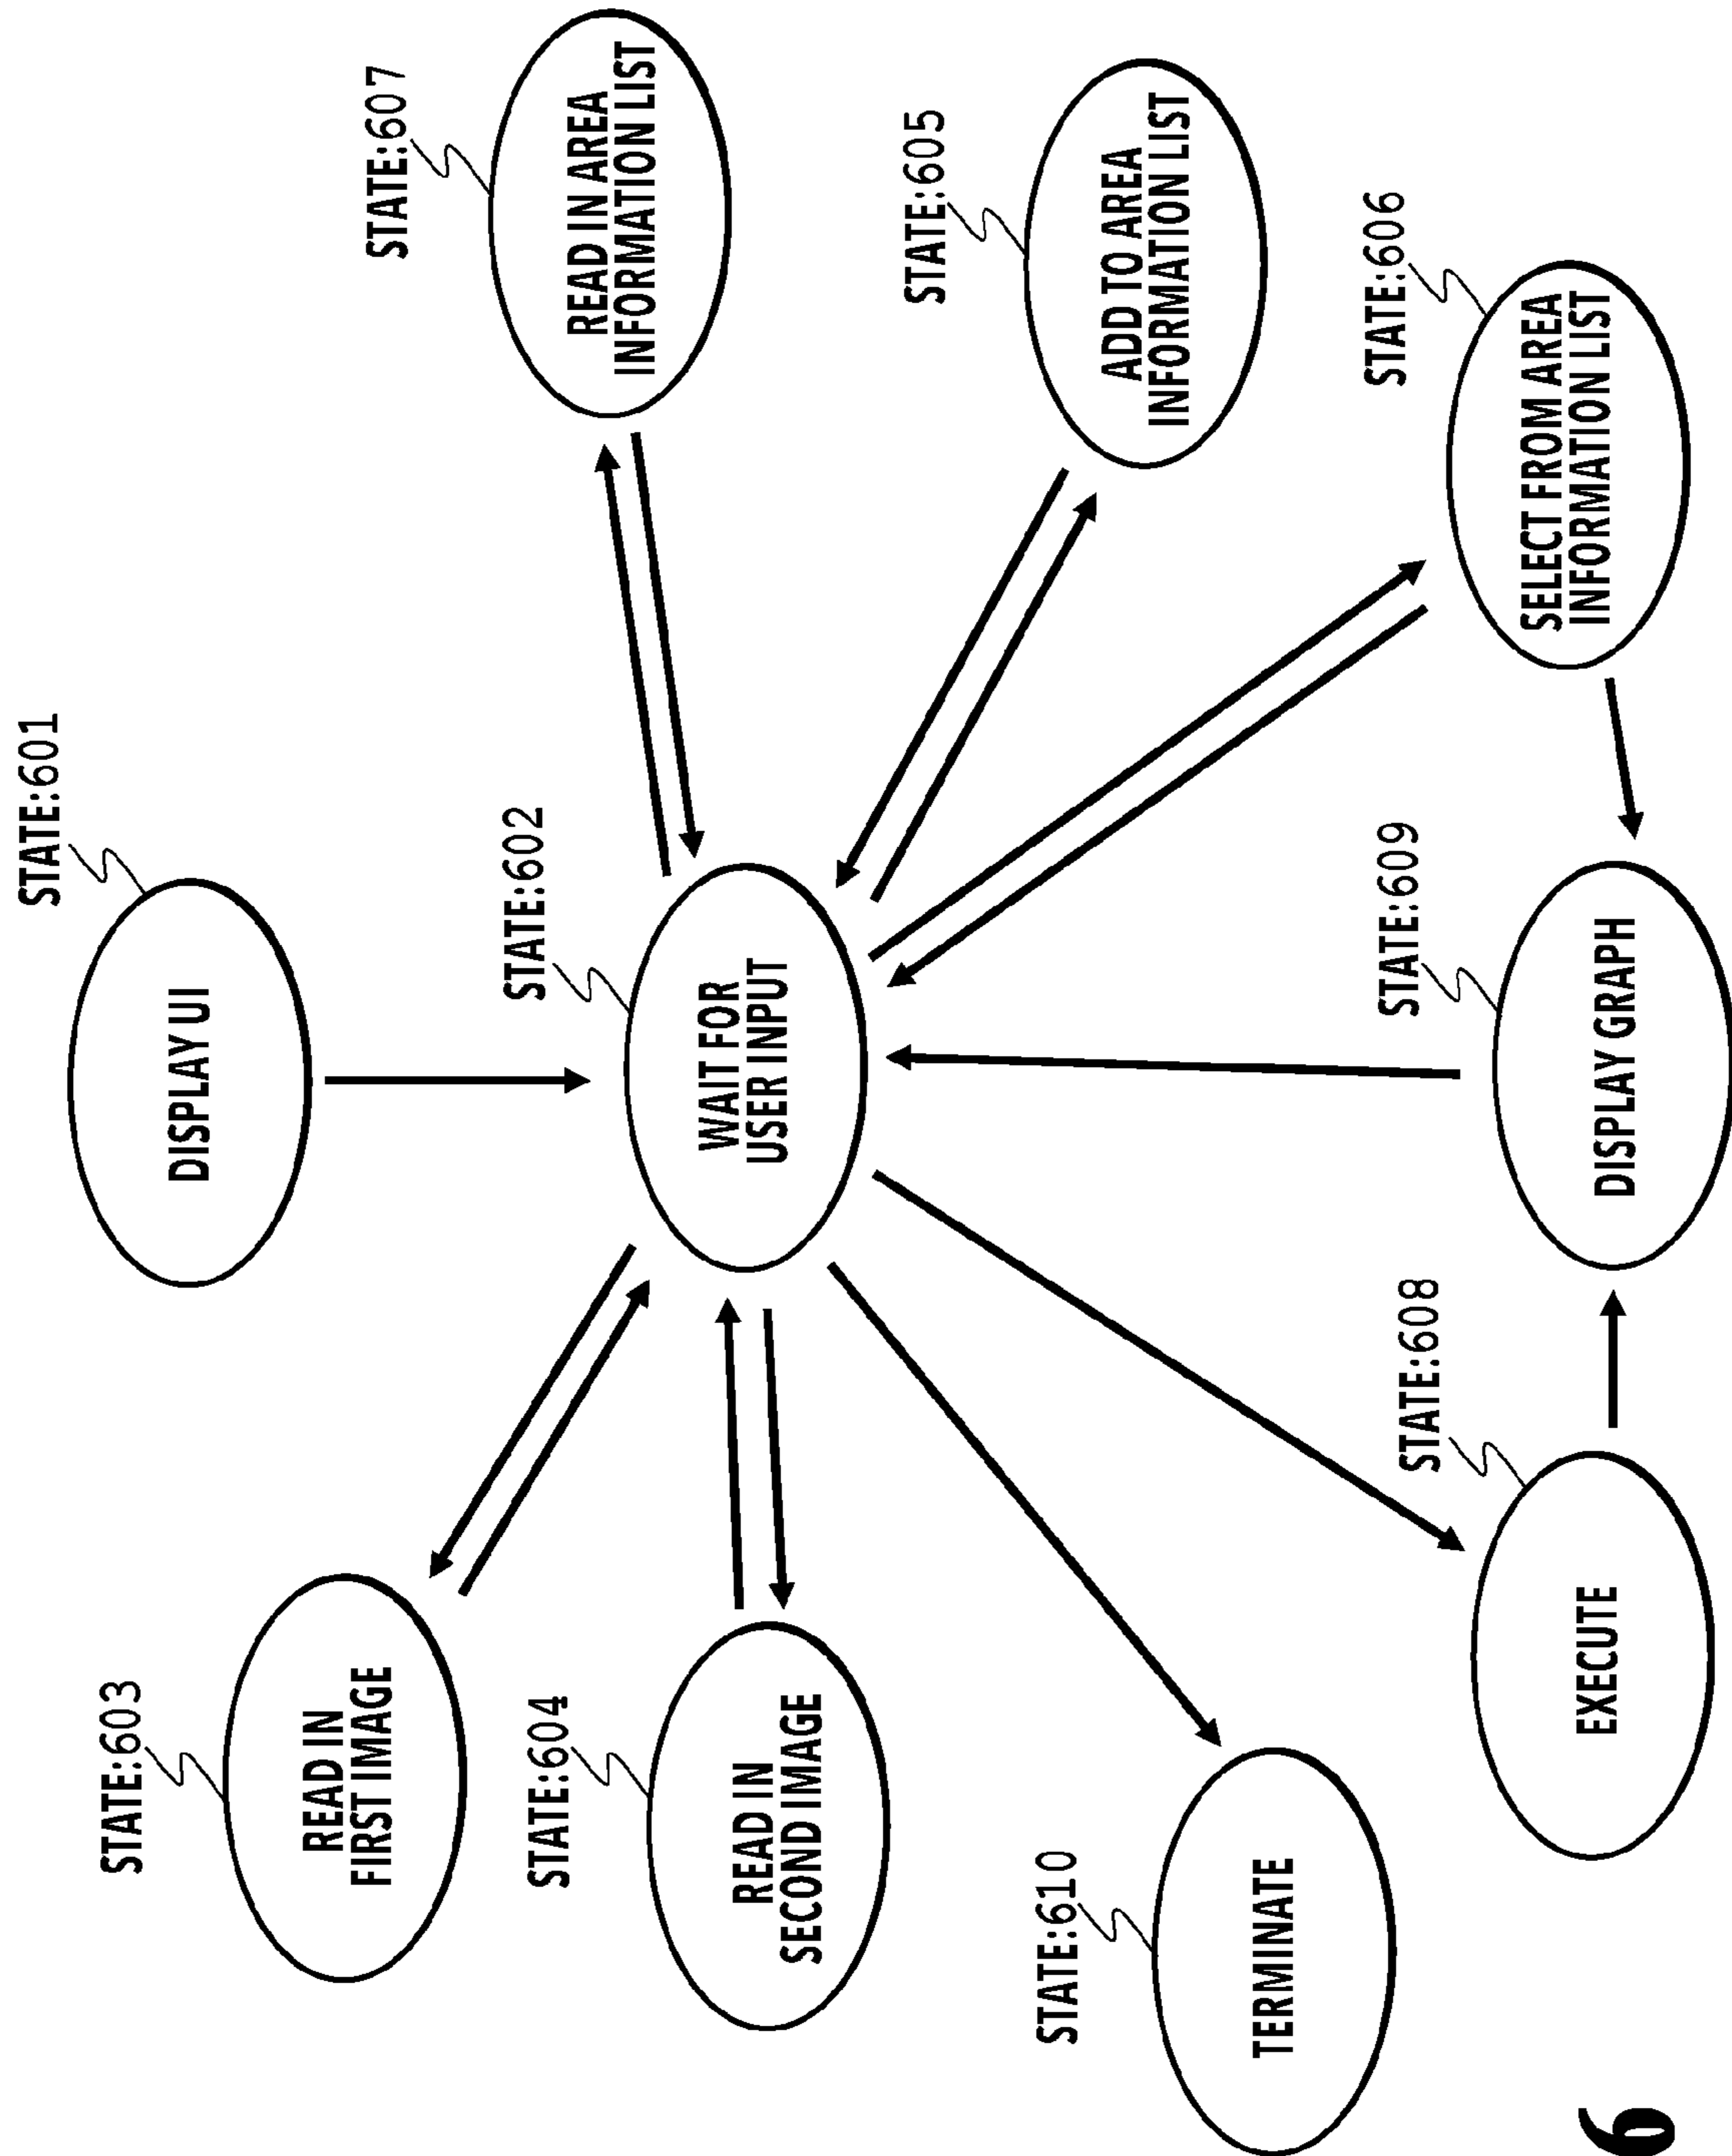 STATE:601
DISPLAY UI
STATE:603
READ IN
FIRST IMAGE
STATE:602
WAIT FOR
USER INPUT
STATE:607
READ IN AREA
INFORMATION LIST
STATE:604
READ IN
SECOND IMAGE
STATE:605
ADD TO AREA
INFORMATION LIST
STATE:610
TERMINATE
STATE:606
SELECT FROM AREA
INFORMATION LIST
STATE:608
EXECUTE
STATE:609
DISPLAY GRAPH
6